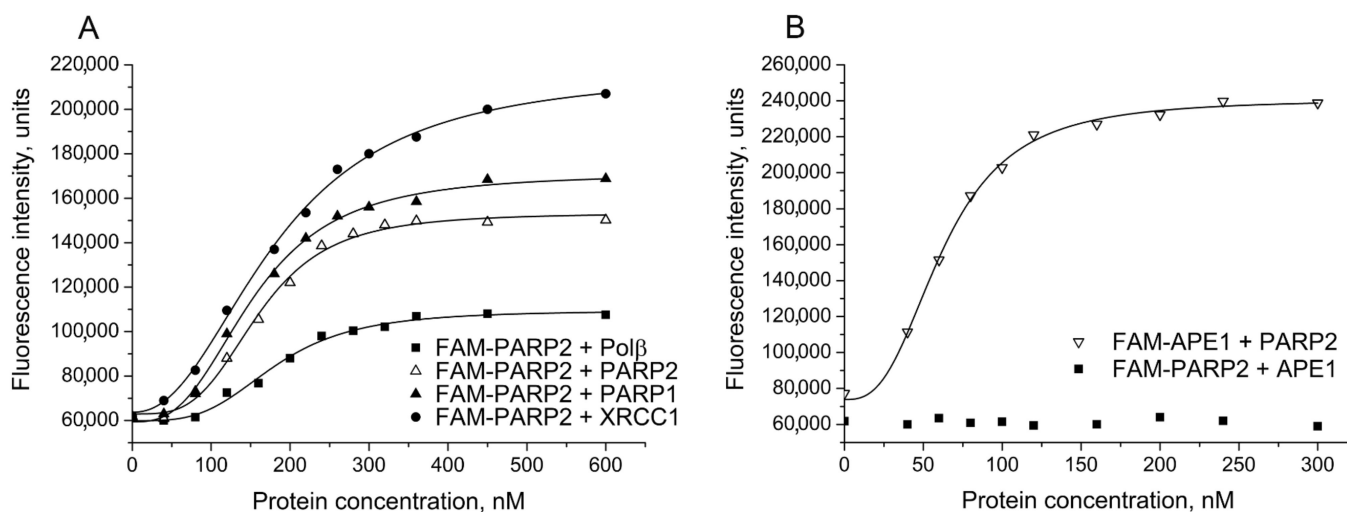 A
Fluorescence intensity, units
220,000
200,000
180,000
160,000
140,000
120,000
100,000
80,000
60,000
FAM-PARP2 + Polβ
FAM-PARP2 + PARP2
FAM-PARP2 + PARP1
FAM-PARP2 + XRCC1
0 100 200 300 400 500 600
Protein concentration, nM
B
Fluorescence intensity, units
260,000
240,000
220,000
200,000
180,000
160,000
140,000
120,000
100,000
80,000
60,000
FAM-APE1 + PARP2
FAM-PARP2 + APE1
0 50 100 150 200 250 300
Protein concentration, nM